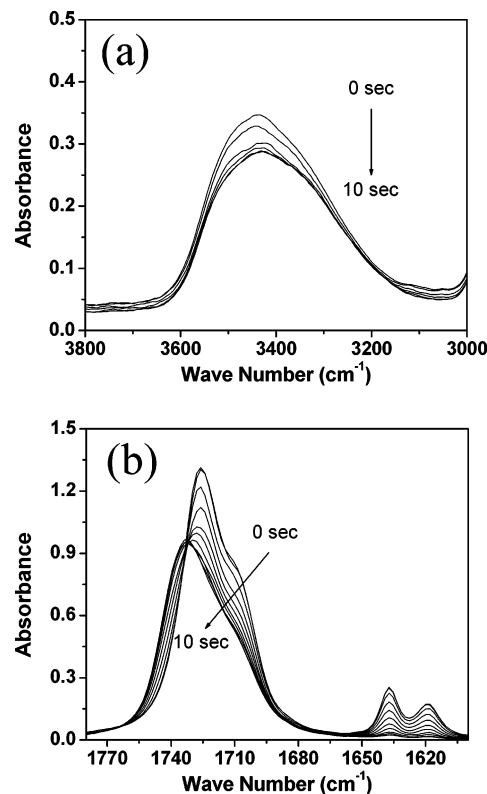 (a)
0.5
0.4
0.3
0.2
0.1
0.0
Absorbance
0 sec
10 sec
3800 3600 3400 3200 3000
Wave Number (cm⁻¹)
(b)
1.5
1.2
0.9
0.6
0.3
0.0
Absorbance
0 sec
10 sec
1770 1740 1710 1680 1650 1620
Wave Number (cm⁻¹)